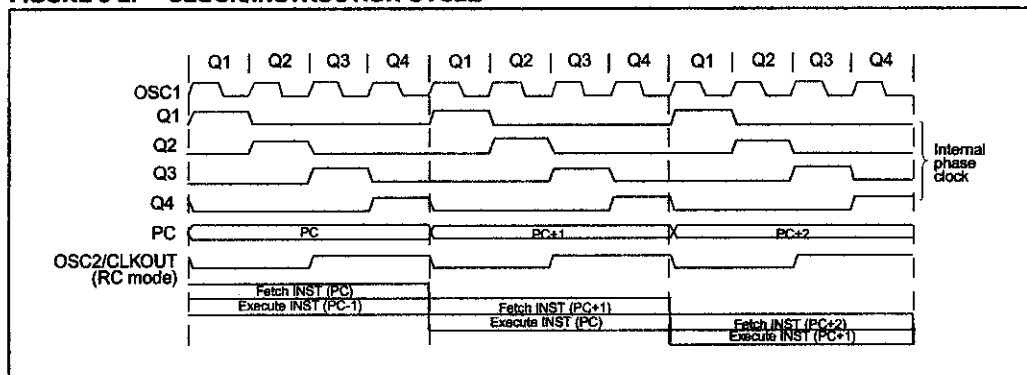 Q1 | Q2 | Q3 | Q4 | Q1 | Q2 | Q3 | Q4 | Q1 | Q2 | Q3 | Q4
OSC1
Q1
Q2
Q3
Q4
Internal
phase
clock
PC PC PC+1 PC+2
OSC2/CLKOUT
(RC mode)
Fetch INST (PC)
Execute INST (PC-1) Fetch INST (PC+1)
Execute INST (PC) Fetch INST (PC+2)
Execute INST (PC+1)